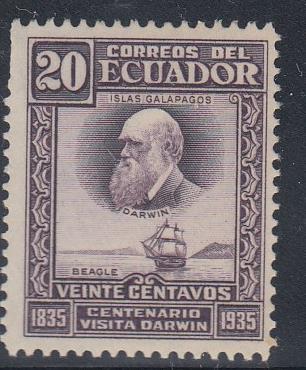 20
CORREOS DEL
ECUADOR
ISLAS GALAPAGOS
DARWIN
BEAGLE
VEINTE CENTAVOS
1835 CENTENARIO 1935
VISITA DARWIN